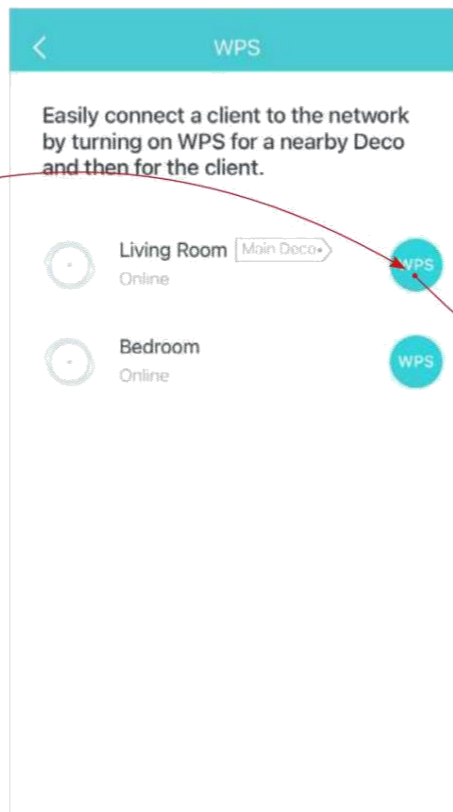 WPS
Easily connect a client to the network
by turning on WPS for a nearby Deco
and then for the client.
Living Room Main Deco
WPS
Online
Bedroom
WPS
Online